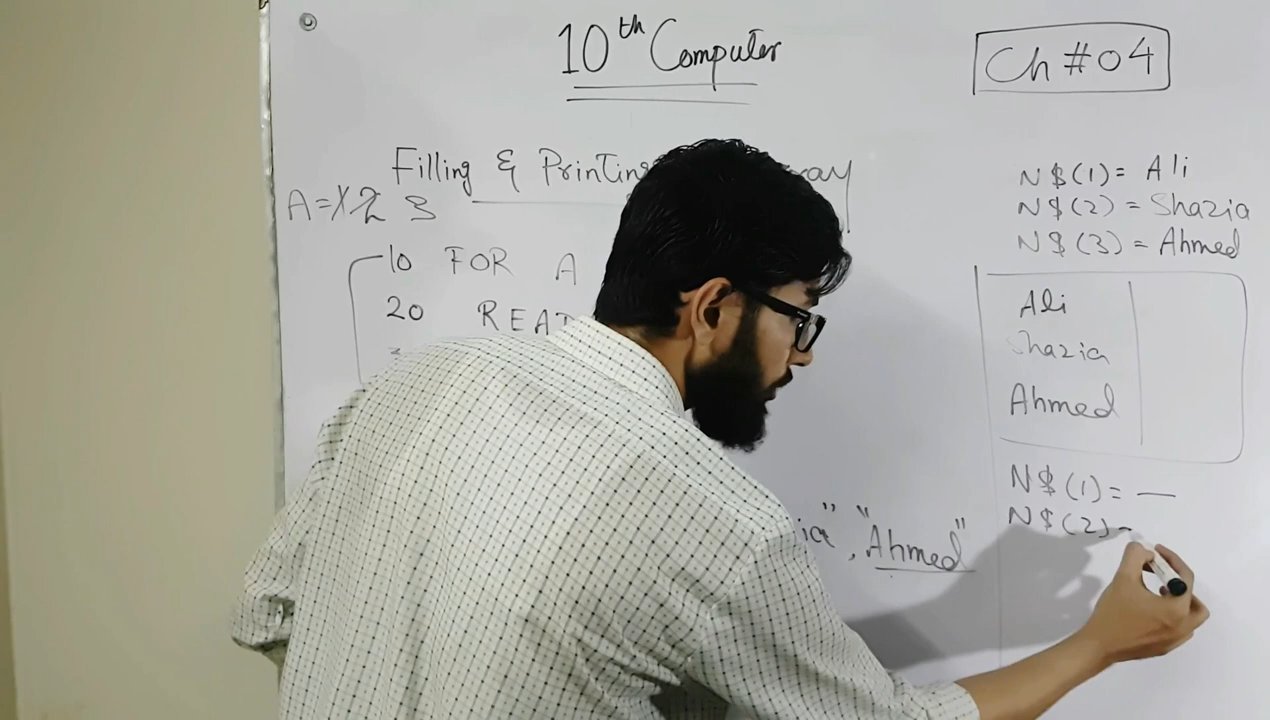 10th Computer
Ch #04
Filling & Printing
A=1 2 3
10 FOR A
20 READ
N$(1)= Ali
N$(2) = Shazia
N$(3) = Ahmed
Ali
Shazia
Ahmed
"Ahmed"
N$(1)= —
N$(2)